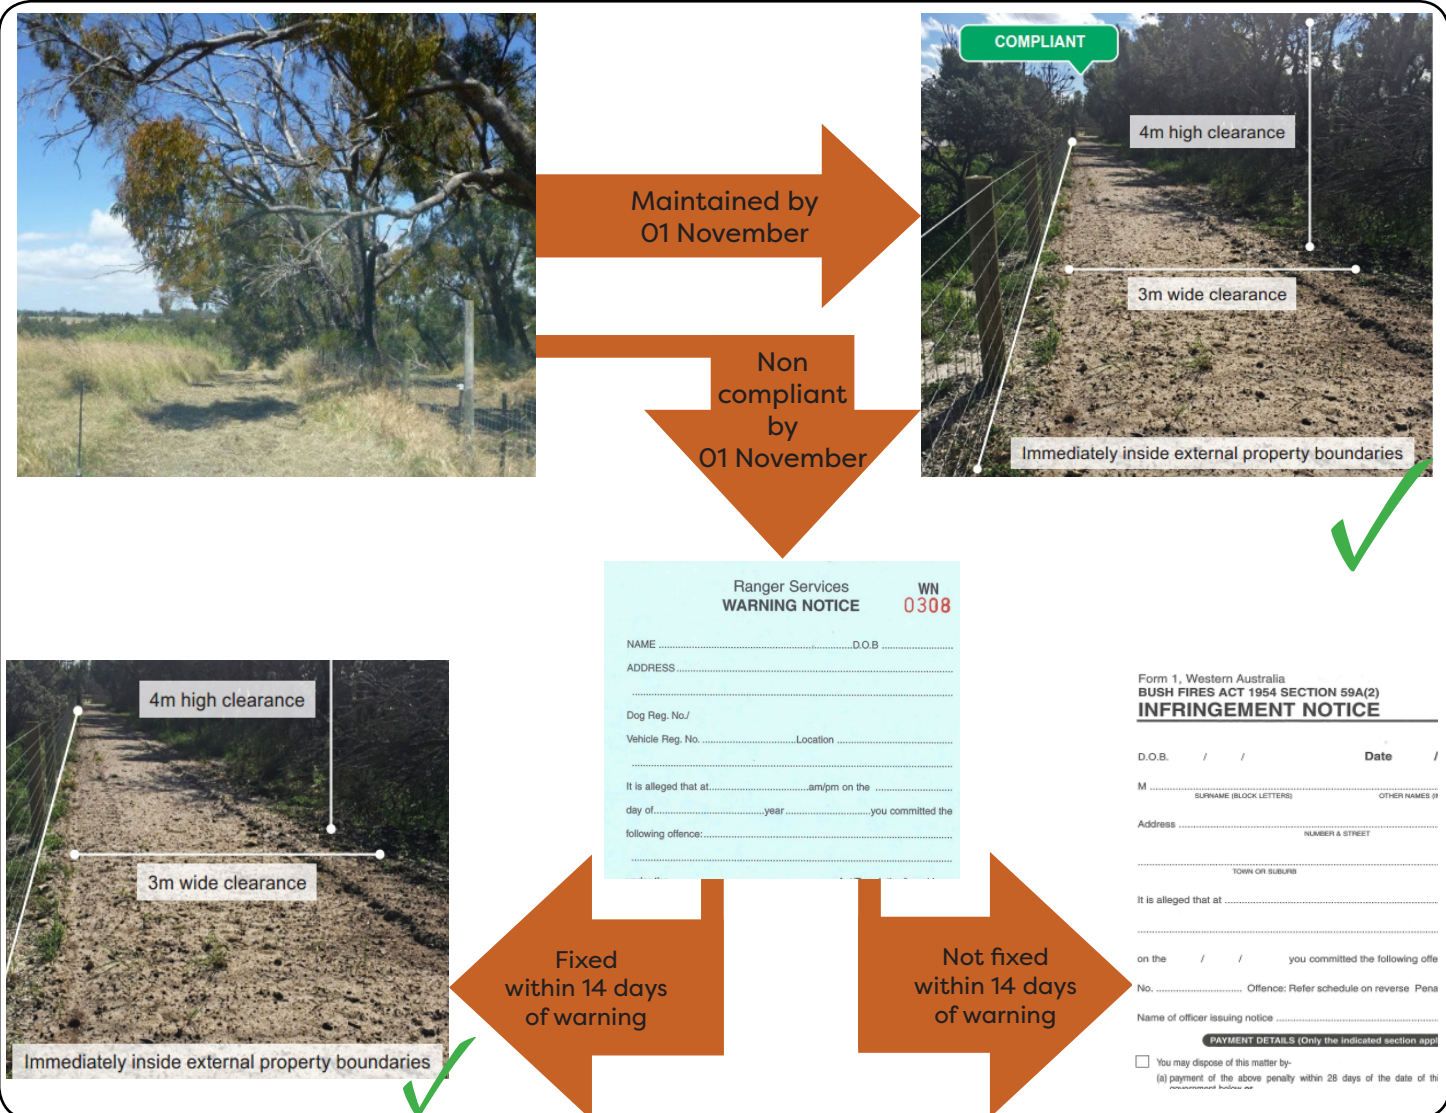 COMPLIANT
4m high clearance
3m wide clearance
Immediately inside external property boundaries
Maintained by
01 November
Non
compliant
by
01 November
Ranger Services
WARNING NOTICE
WN
0308
NAME
D.O.B
ADDRESS
Dog Reg. No./
Vehicle Reg. No.
Location
It is alleged that at
am/pm on the
day of
year
you committed the
following offence:
4m high clearance
3m wide clearance
Immediately inside external property boundaries
Fixed
within 14 days
of warning
Not fixed
within 14 days
of warning
Form 1, Western Australia
BUSH FIRES ACT 1954 SECTION 59A(2)
INFRINGEMENT NOTICE
D.O.B. / /
Date /
M
SURNAME (BLOCK LETTERS)
OTHER NAMES
Address
NUMBER & STREET
TOWN OR SUBURB
It is alleged that at
on the / / you committed the following offe
No. Offence: Refer schedule on reverse Pena
Name of officer issuing notice
PAYMENT DETAILS (Only the indicated section appl
You may dispose of this matter by-
(a) payment of the above penalty within 28 days of the date of thi